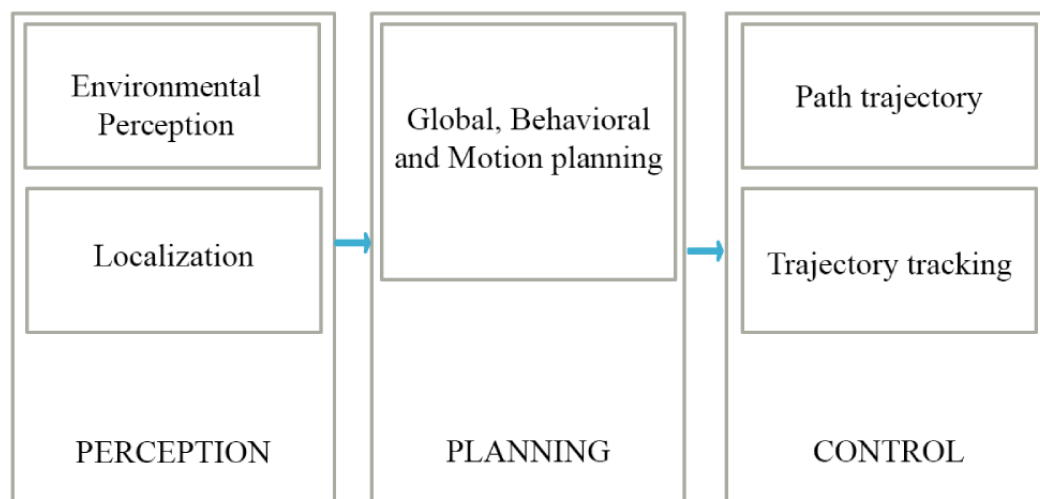 Environmental
Perception
Localization
PERCEPTION
Global, Behavioral
and Motion planning
PLANNING
Path trajectory
Trajectory tracking
CONTROL